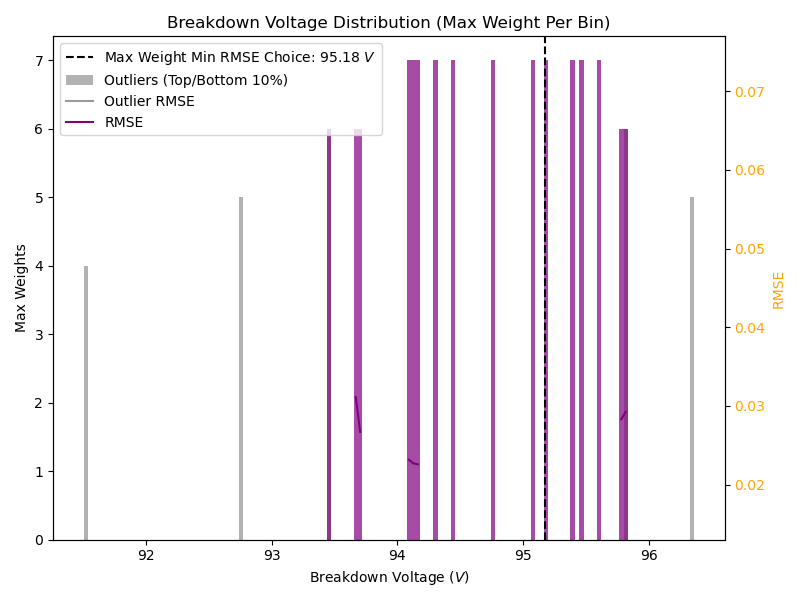 Breakdown Voltage Distribution (Max Weight Per Bin)
Max Weight Min RMSE Choice: 95.18 V
Outliers (Top/Bottom 10%)
Outlier RMSE
RMSE
Max Weights
7
6
5
4
3
2
1
0
0.07
0.06
0.05
0.04
0.03
0.02
RMSE
92 93 94 95 96
Breakdown Voltage (V)